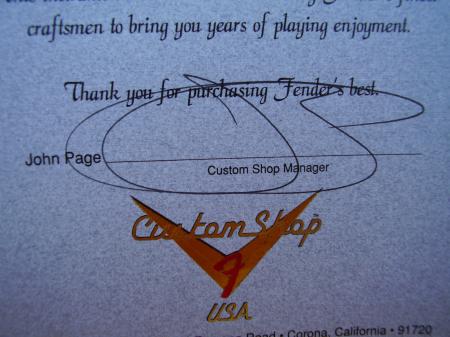 craftsmen to bring you years of playing enjoyment.
Thank you for purchasing Fender's best.
John Page
Custom Shop Manager
Custom Shop
F
USA
Road • Corona, California • 91720